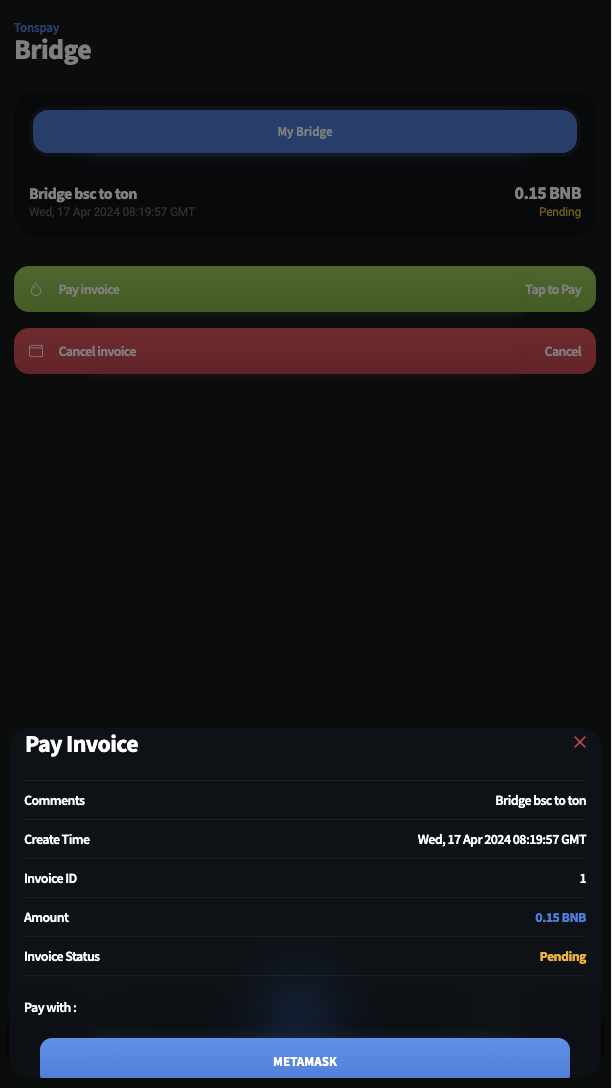 Tonspay
Bridge
My Bridge
Bridge bsc to ton 0.15 BNB
Wed, 17 Apr 2024 08:19:57 GMT Pending
Pay invoice Tap to Pay
Cancel invoice Cancel
Pay Invoice
Comments Bridge bsc to ton
Create Time Wed, 17 Apr 2024 08:19:57 GMT
Invoice ID 1
Amount 0.15 BNB
Invoice Status Pending
Pay with :
METAMASK